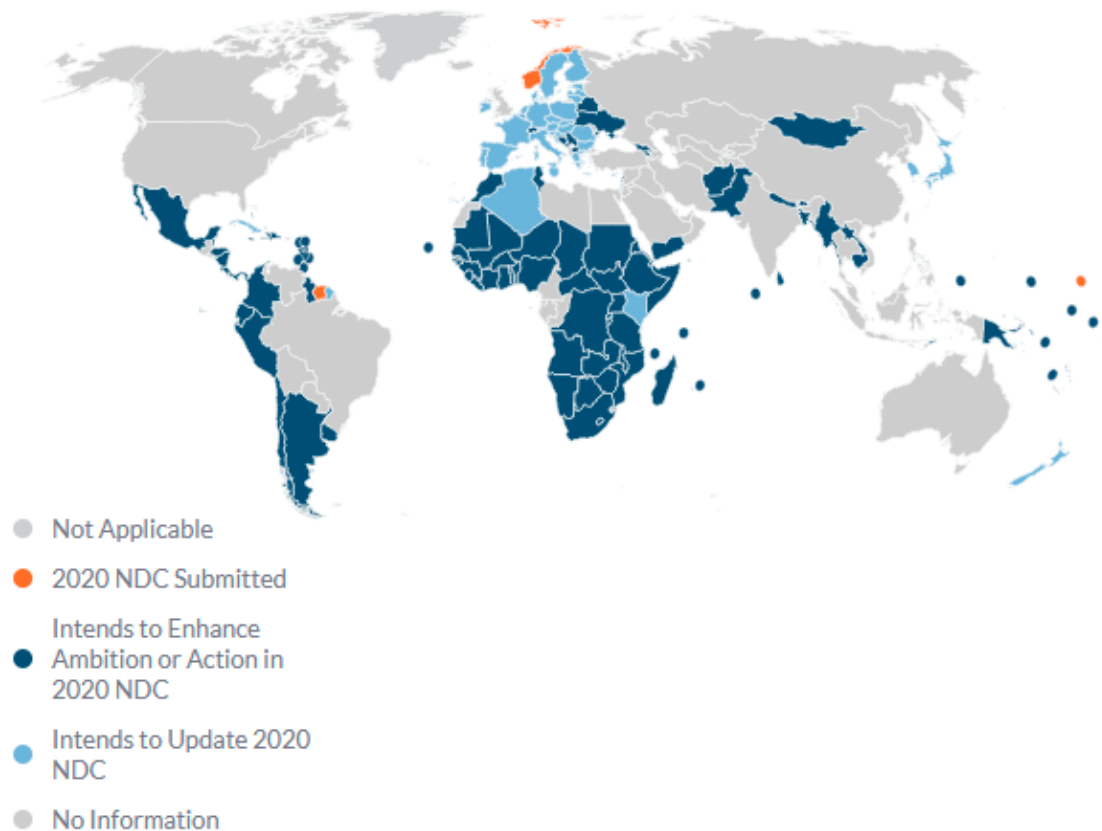 Not Applicable
2020 NDC Submitted
Intends to Enhance
Ambition or Action in
2020 NDC
Intends to Update 2020
NDC
No Information